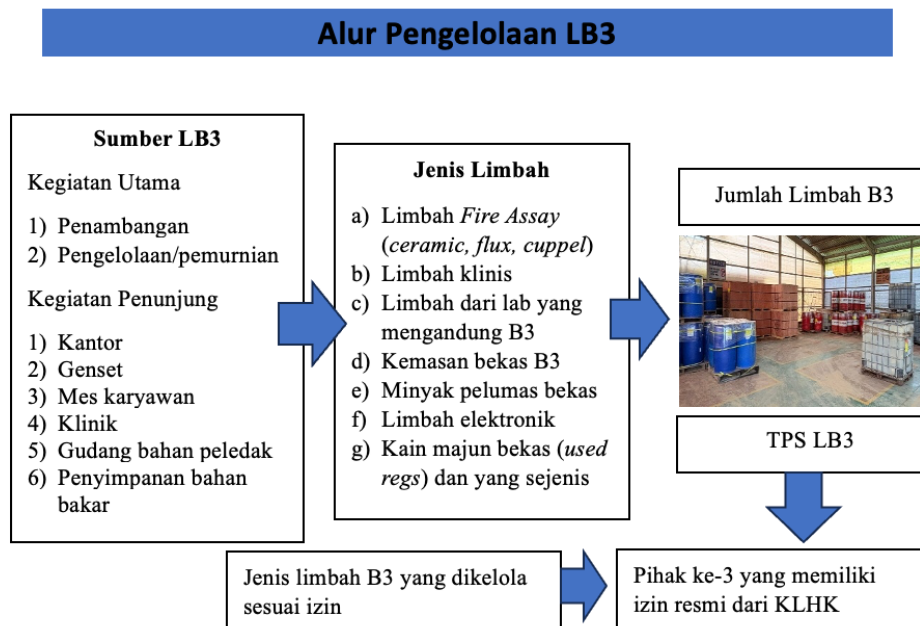 Alur Pengelolaan LB3
Sumber LB3
Kegiatan Utama
1) Penambangan
2) Pengelolaan/pemurnian
Kegiatan Penunjung
1) Kantor
2) Genset
3) Mes karyawan
4) Klinik
5) Gudang bahan peledak
6) Penyimpanan bahan
bakar
Jenis Limbah
a) Limbah Fire Assay
(ceramic, flux, cuppel)
b) Limbah klinis
c) Limbah dari lab yang
mengandung B3
d) Kemasan bekas B3
e) Minyak pelumas bekas
f) Limbah elektronik
g) Kain majun bekas (used
regs) dan yang sejenis
Jumlah Limbah B3
TPS LB3
Jenis limbah B3 yang dikelola
sesuai izin
Pihak ke-3 yang memiliki
izin resmi dari KLHK